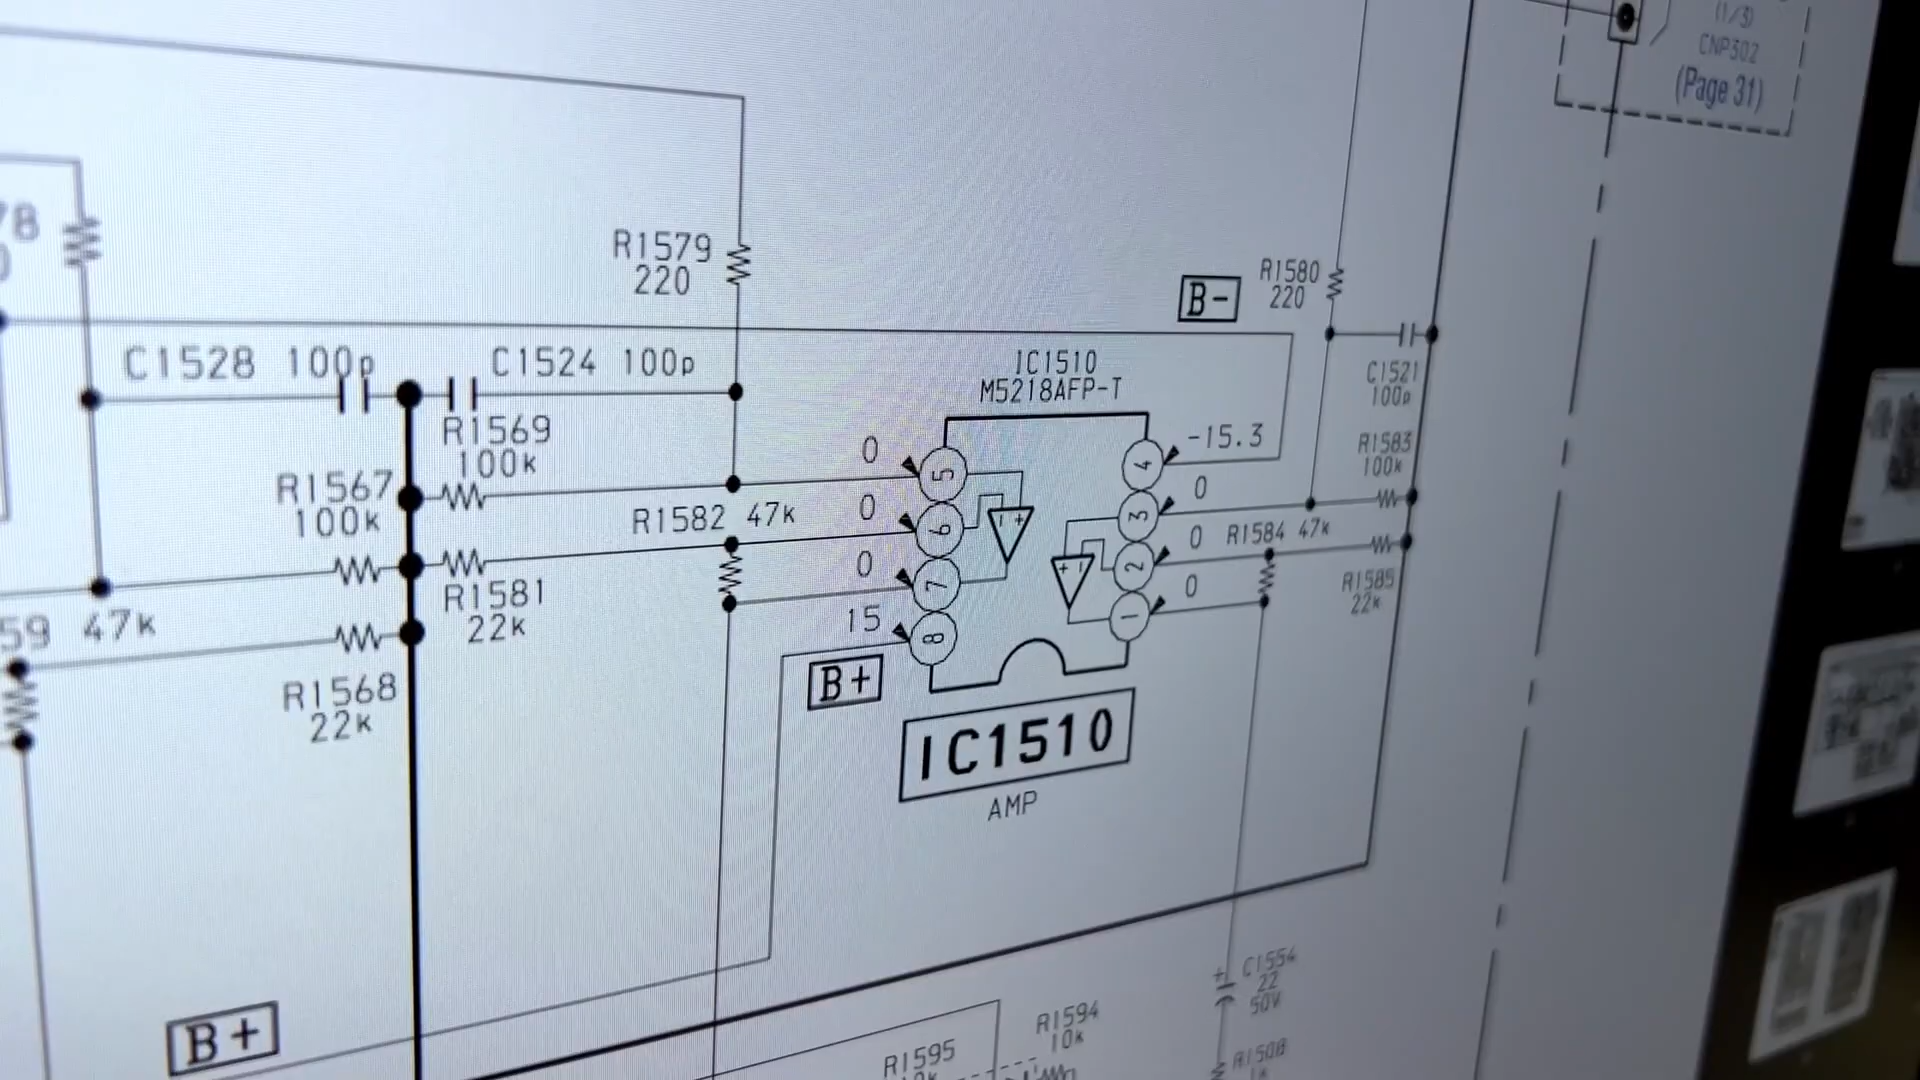 (1/3)
CNP302
(Page 31)
78
R1579
220
B-
R1580
220
C1528 100p
C1524 100p
IC1510
M5218AFP-T
C1521
100p
R1569
100k
0
5
4
-15.3
R1583
100k
R1567
100k
R1582 47k
0
6
- +
3
0
0
7
+ -
2
0
R1584 47k
R1581
22k
R1585
22k
59 47k
15
8
1
0
B+
R1568
22k
IC1510
AMP
+
C1554
22
50V
B+
R1594
10k
R1595
R1508